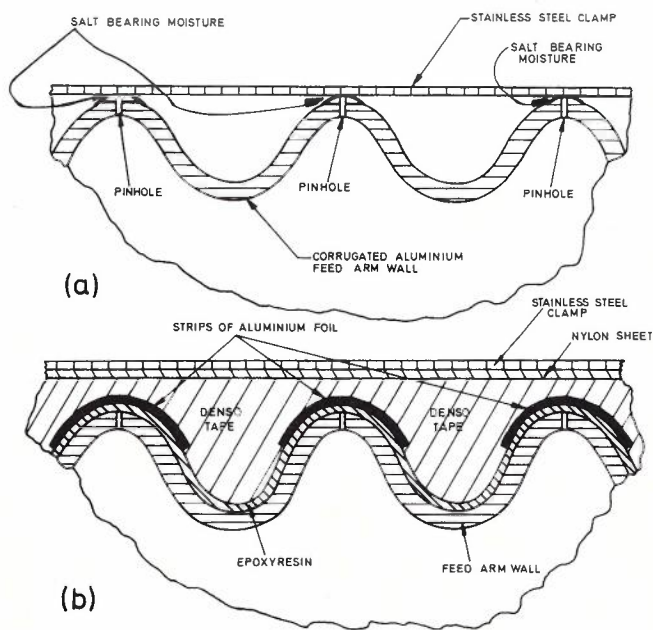 SALT BEARING MOISTURE
STAINLESS STEEL CLAMP
SALT BEARING
MOISTURE
PINHOLE
PINHOLE
PINHOLE
CORRUGATED ALUMINIUM
FEED ARM WALL
(a)
STRIPS OF ALUMINIUM FOIL
STAINLESS STEEL
CLAMP
NYLON SHEET
DENSO
TAPE
DENSO
TAPE
EPOXYRESIN
FEED ARM WALL
(b)